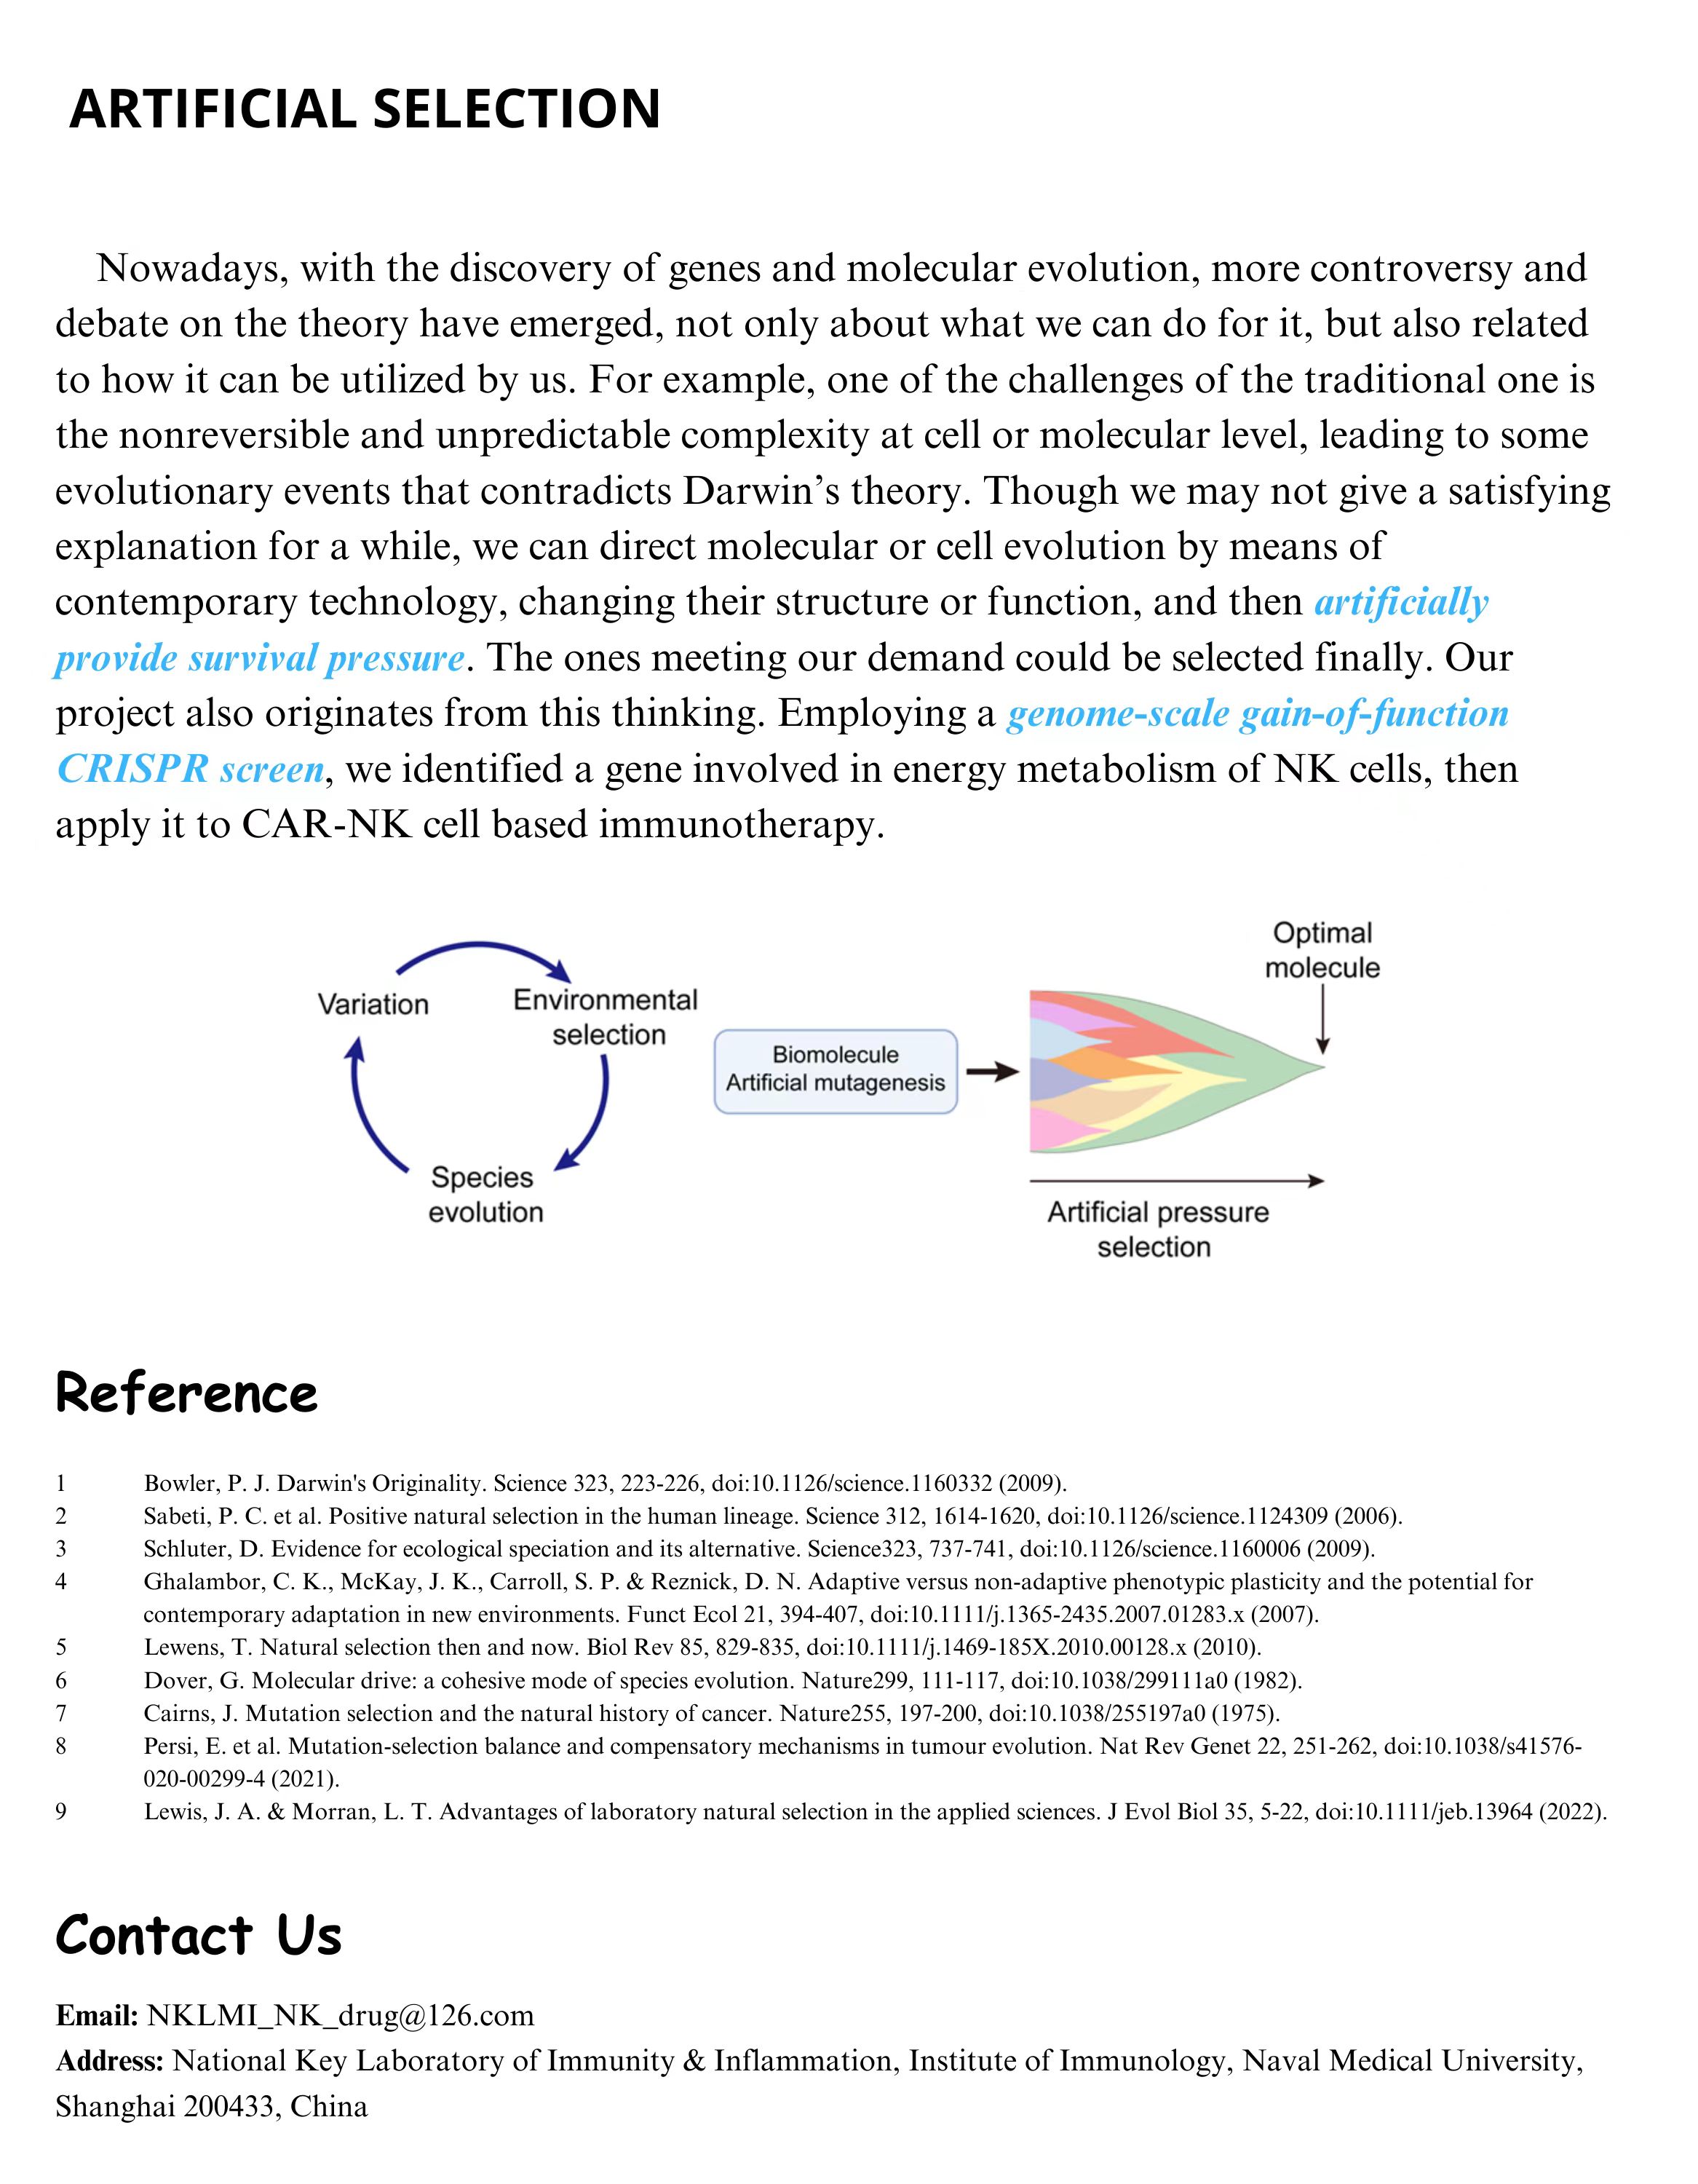 ARTIFICIAL SELECTION
Nowadays, with the discovery of genes and molecular evolution, more controversy and
debate on the theory have emerged, not only about what we can do for it, but also related
to how it can be utilized by us. For example, one of the challenges of the traditional one is
the nonreversible and unpredictable complexity at cell or molecular level, leading to some
evolutionary events that contradicts Darwin’s theory. Though we may not give a satisfying
explanation for a while, we can direct molecular or cell evolution by means of
contemporary technology, changing their structure or function, and then artificially
provide survival pressure. The ones meeting our demand could be selected finally. Our
project also originates from this thinking. Employing a genome-scale gain-of-function
CRISPR screen, we identified a gene involved in energy metabolism of NK cells, then
apply it to CAR-NK cell based immunotherapy.
Variation
Environmental
selection
Species
evolution
Biomolecule
Artificial mutagenesis
Optimal
molecule
Artificial pressure
selection
Reference
1 Bowler, P. J. Darwin's Originality. Science 323, 223-226, doi:10.1126/science.1160332 (2009).
2 Sabeti, P. C. et al. Positive natural selection in the human lineage. Science 312, 1614-1620, doi:10.1126/science.1124309 (2006).
3 Schluter, D. Evidence for ecological speciation and its alternative. Science323, 737-741, doi:10.1126/science.1160006 (2009).
4 Ghalambor, C. K., McKay, J. K., Carroll, S. P. & Reznick, D. N. Adaptive versus non-adaptive phenotypic plasticity and the potential for
contemporary adaptation in new environments. Funct Ecol 21, 394-407, doi:10.1111/j.1365-2435.2007.01283.x (2007).
5 Lewens, T. Natural selection then and now. Biol Rev 85, 829-835, doi:10.1111/j.1469-185X.2010.00128.x (2010).
6 Dover, G. Molecular drive: a cohesive mode of species evolution. Nature299, 111-117, doi:10.1038/299111a0 (1982).
7 Cairns, J. Mutation selection and the natural history of cancer. Nature255, 197-200, doi:10.1038/255197a0 (1975).
8 Persi, E. et al. Mutation-selection balance and compensatory mechanisms in tumour evolution. Nat Rev Genet 22, 251-262, doi:10.1038/s41576-
020-00299-4 (2021).
9 Lewis, J. A. & Morran, L. T. Advantages of laboratory natural selection in the applied sciences. J Evol Biol 35, 5-22, doi:10.1111/jeb.13964 (2022).
Contact Us
Email: NKLMI_NK_drug@126.com
Address: National Key Laboratory of Immunity & Inflammation, Institute of Immunology, Naval Medical University,
Shanghai 200433, China